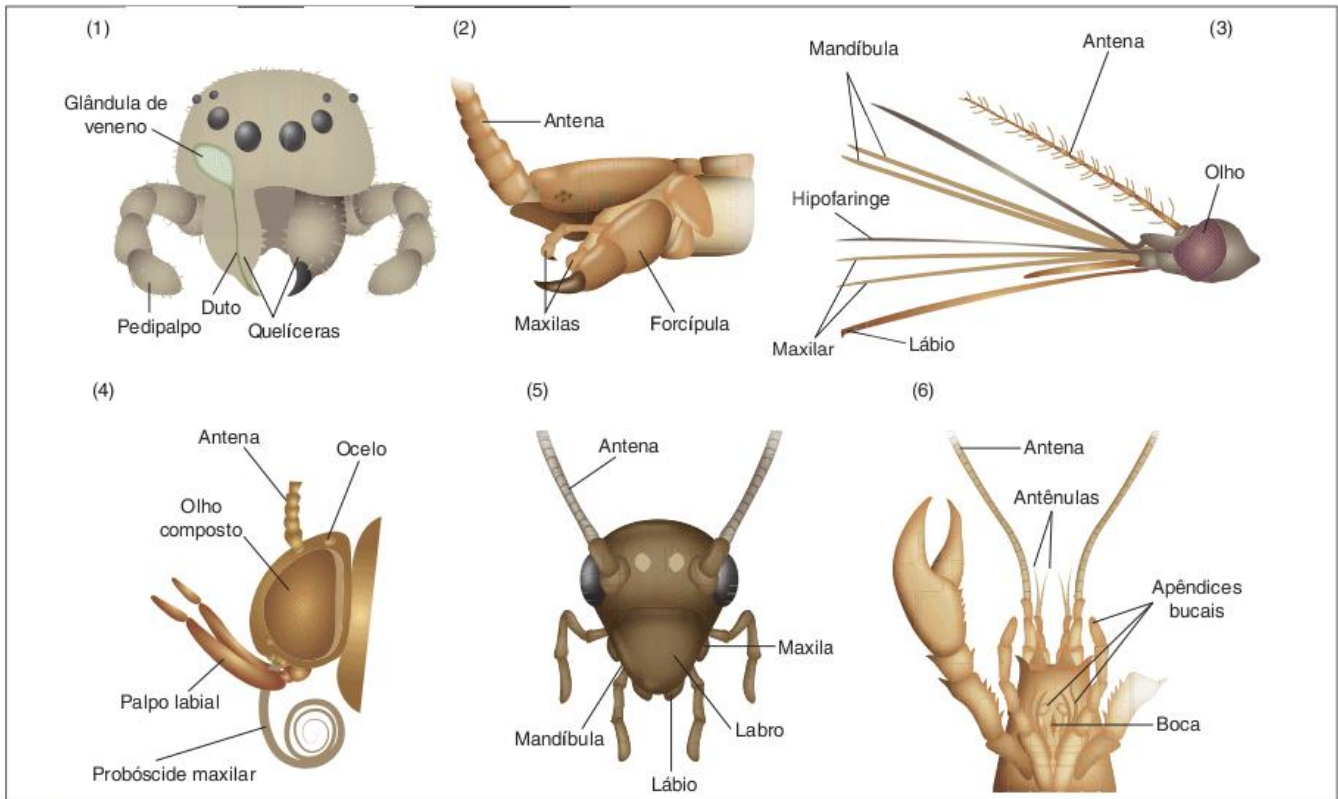 (1)
Glândula de
veneno
Pedipalpo
Duto
Quelíceras
(2)
Antena
Maxilas
Forcípula
(3)
Mandíbula
Antena
Olho
Hipofaringe
Maxilar
Lábio
(4)
Antena
Ocelo
Olho
composto
Palpo labial
Probóscide maxilar
(5)
Antena
Maxila
Mandíbula
Labro
Lábio
(6)
Antena
Antênulas
Apêndices
bucais
Boca